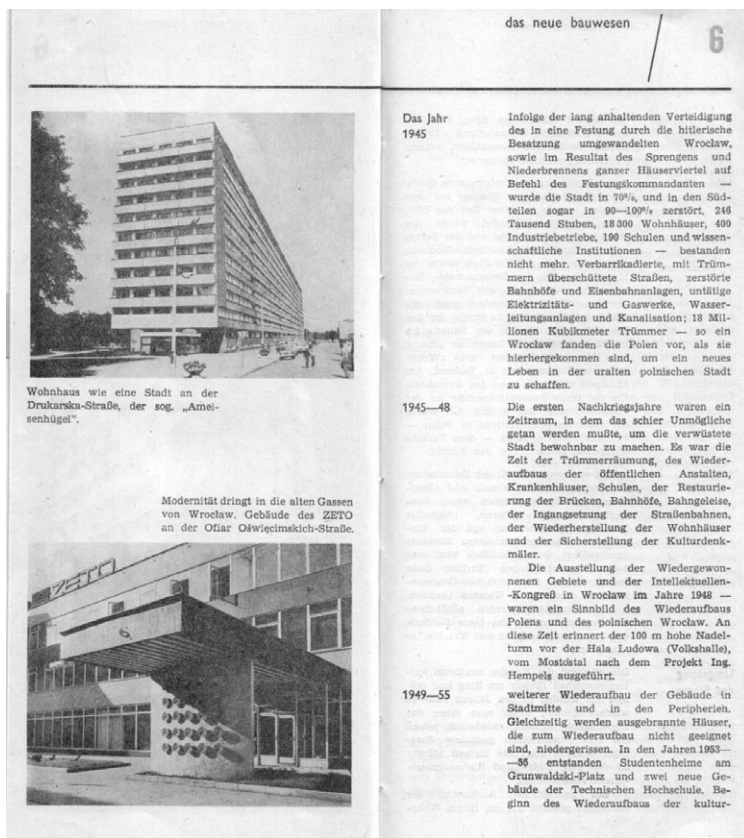 das neue bauwesen
6
Wohnhaus wie eine Stadt an der
Drukarska-Straße, der sog. „Amei-
senhügel".
Modernität dringt in die alten Gassen
von Wrocław. Gebäude des ZETO
an der Ofiar Oświęcimskich-Straße.
ZETO
Das Jahr
1945
Infolge der lang anhaltenden Verteidigung
des in eine Festung durch die hitlerische
Besatzung umgewandelten Wrocław,
sowie im Resultat des Sprengens und
Niederbrennens ganzer Häuserviertel auf
Befehl des Festungskommandanten —
wurde die Stadt in 70%, und in den Süd-
teilen sogar in 90—100% zerstört. 246
Tausend Stuben, 18 300 Wohnhäuser, 400
Industriebetriebe, 190 Schulen und wissen-
schaftliche Institutionen — bestanden
nicht mehr. Verbarrikadierte, mit Trüm-
mern überschüttete Straßen, zerstörte
Bahnhöfe und Eisenbahnanlagen, untätige
Elektrizitäts- und Gaswerke, Wasser-
leitungsanlagen und Kanalisation; 18 Mil-
lionen Kubikmeter Trümmer — so ein
Wrocław fanden die Polen vor, als sie
hierhergekommen sind, um ein neues
Leben in der uralten polnischen Stadt
zu schaffen.
1945—48
Die ersten Nachkriegsjahre waren ein
Zeitraum, in dem das schier Unmögliche
getan werden mußte, um die verwüstete
Stadt bewohnbar zu machen. Es war die
Zeit der Trümmerräumung, des Wieder-
aufbaus der öffentlichen Anstalten,
Krankenhäuser, Schulen, der Restaurie-
rung der Brücken, Bahnhöfe, Bahngeleise,
der Ingangsetzung der Straßenbahnen,
der Wiederherstellung der Wohnhäuser
und der Sicherstellung der Kulturdenk-
mäler.
Die Ausstellung der Wiedergewon-
nenen Gebiete und der Intellektuellen-
-Kongreß in Wrocław im Jahre 1948 —
waren ein Sinnbild des Wiederaufbaus
Polens und des polnischen Wrocław. An
diese Zeit erinnert der 100 m hohe Nadel-
turm vor der Hala Ludowa (Volkshalle),
vom Mostostal nach dem Projekt Ing.
Hempels ausgeführt.
1949—55
weiterer Wiederaufbau der Gebäude in
Stadtmitte und in den Peripherien.
Gleichzeitig werden ausgebrannte Häuser,
die zum Wiederaufbau nicht geeignet
sind, niedergerissen. In den Jahren 1953—
—55 entstanden Studentenheime am
Grunwaldzki-Platz und zwei neue Ge-
bäude der Technischen Hochschule. Be-
ginn des Wiederaufbaus der kultur-